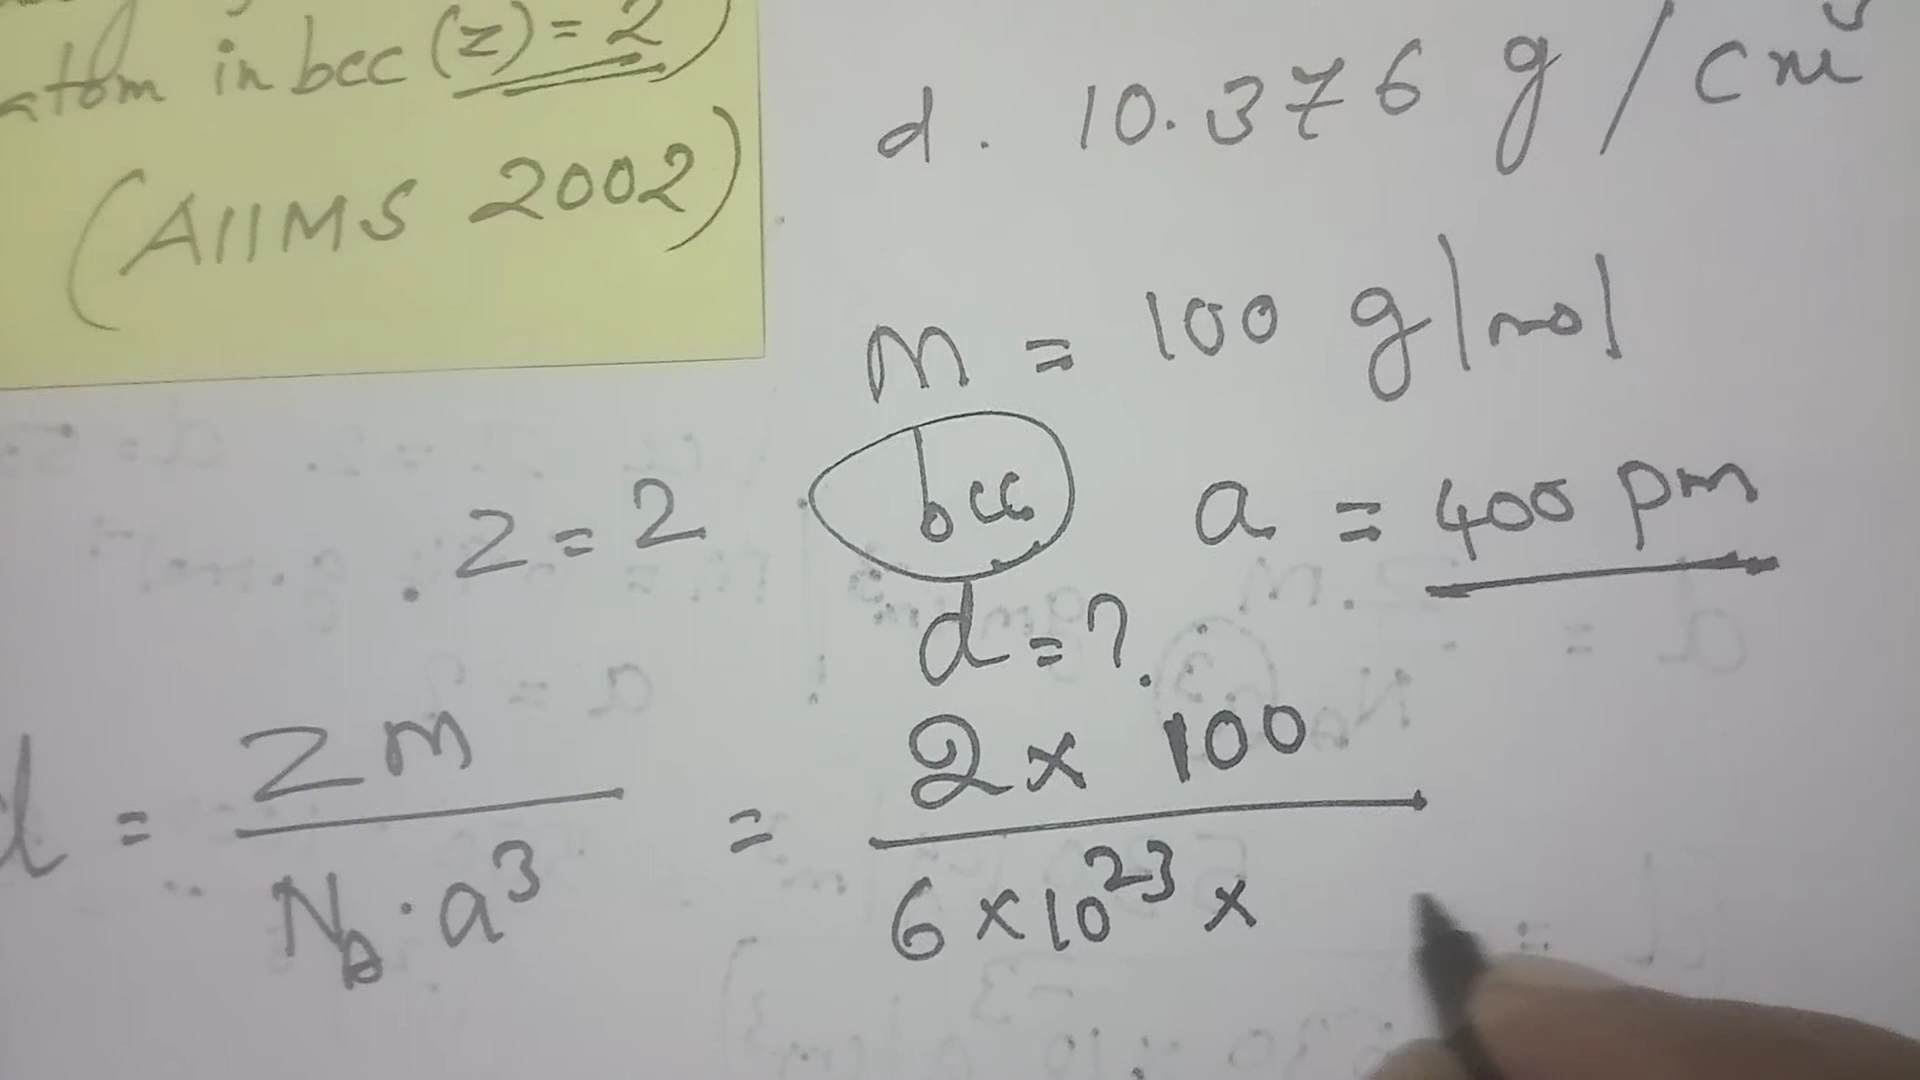 atom in bcc (z) = 2)
(AIIMS 2002)
d. 10.376 g/cm³
m = 100 g/mol
z = 2 bcc a = 400 pm
d = ?
d = Zm / N_A · a³ = 2 × 100 / 6 × 10²³ ×